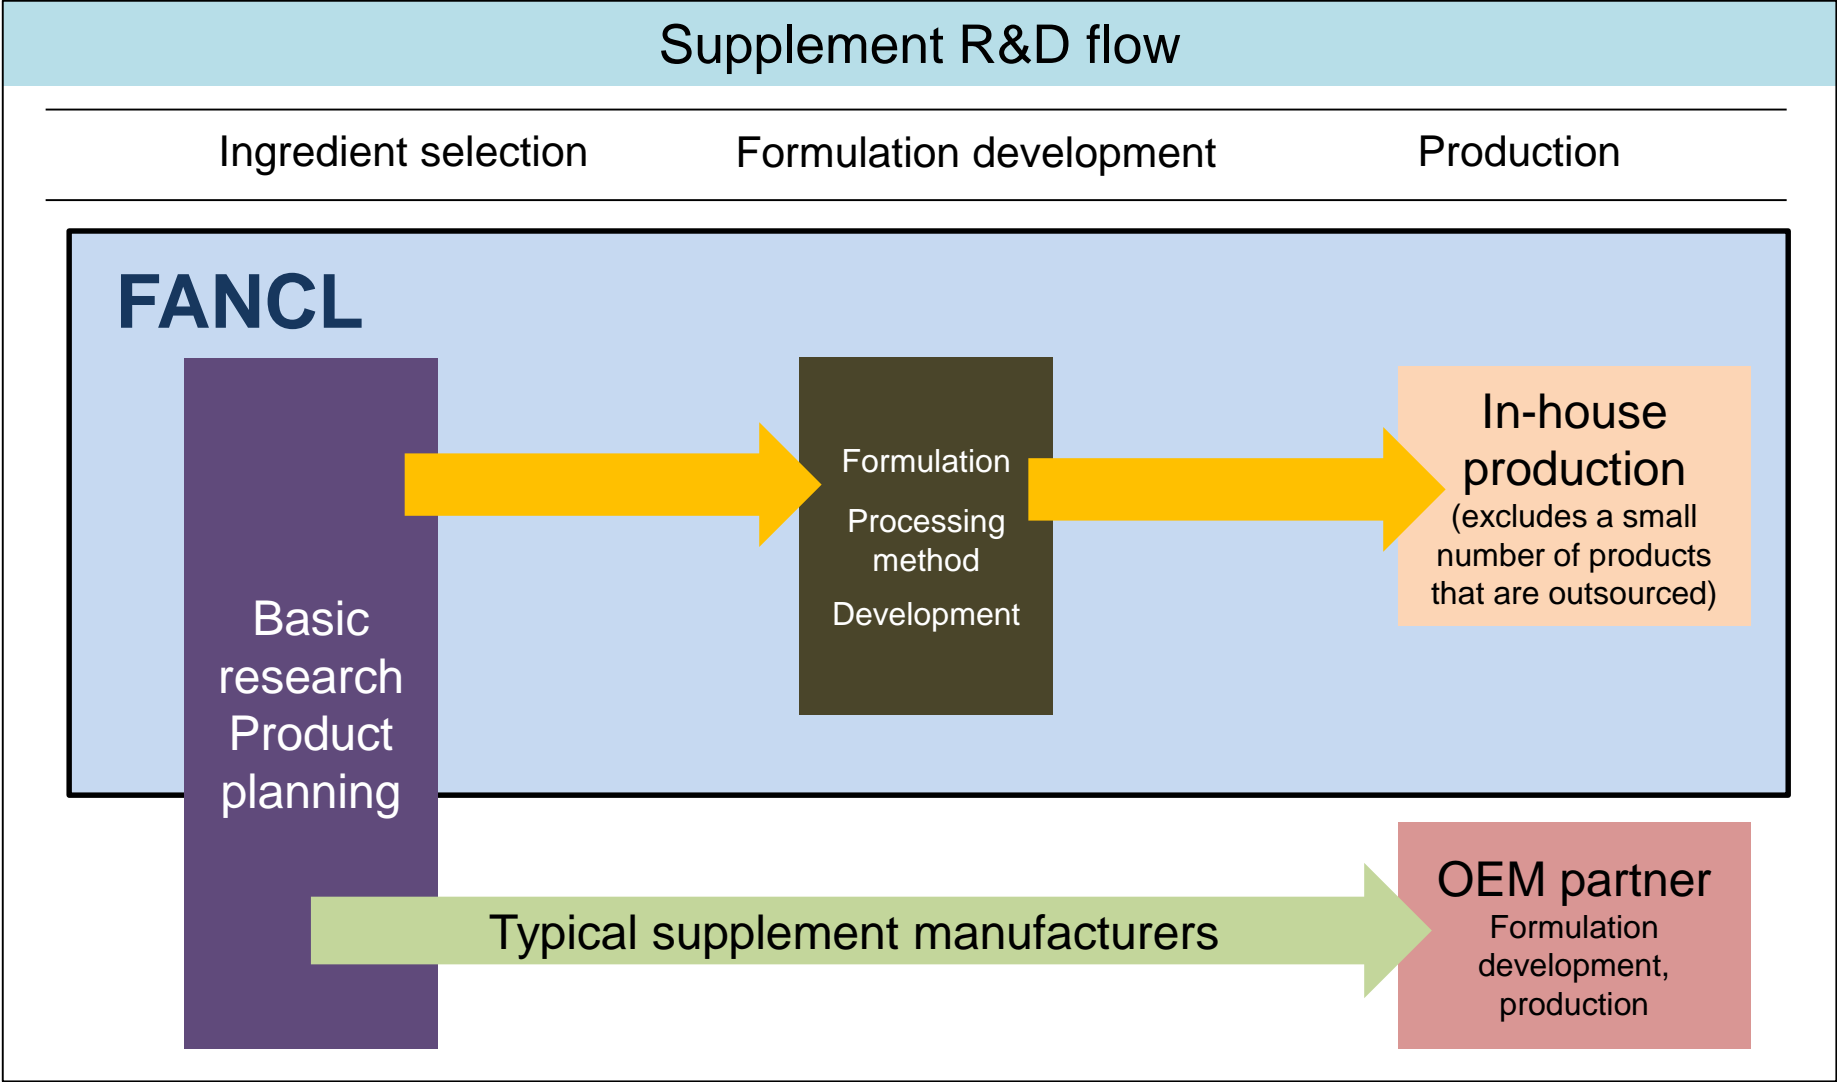 Supplement R&D flow
Ingredient selection
Formulation development
Production
FANCL
Basic
research
Product
planning
Formulation
Processing
method
Development
In-house
production
(excludes a small
number of products
that are outsourced)
Typical supplement manufacturers
OEM partner
Formulation
development,
production